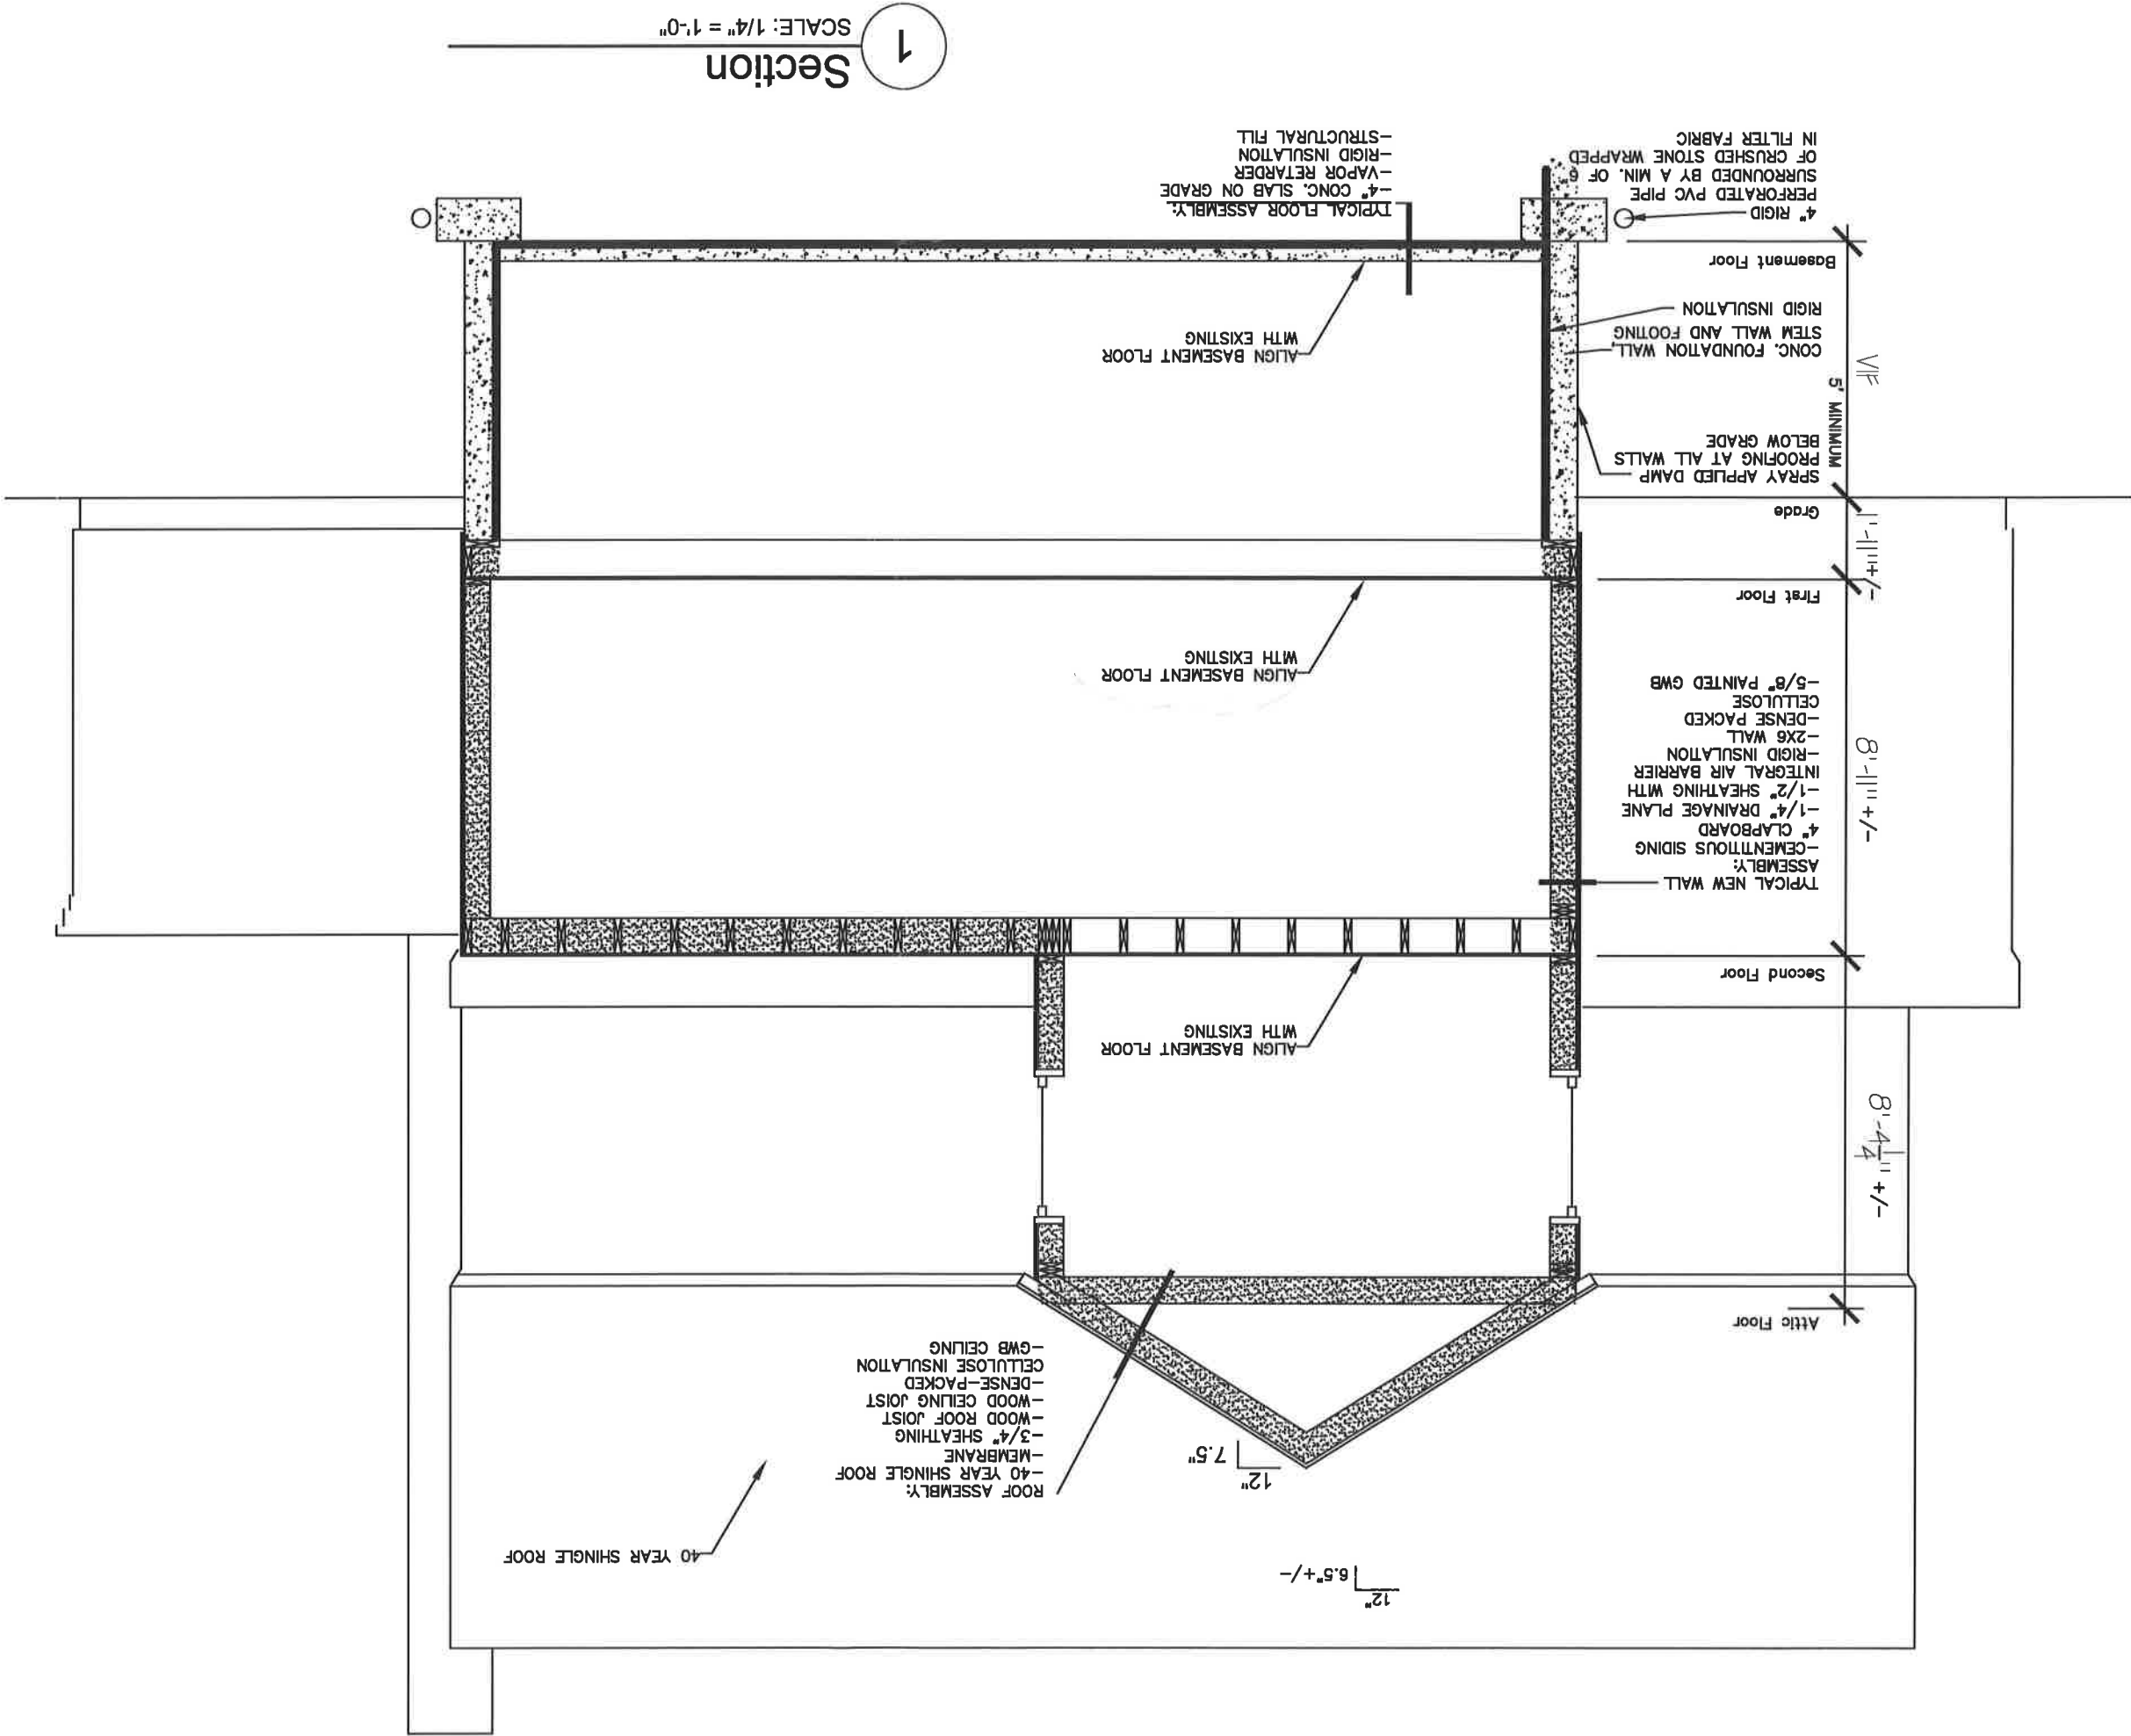 12"
6.5"+/-
40 YEAR SHINGLE ROOF
12"
7.5"
ROOF ASSEMBLY:
-40 YEAR SHINGLE ROOF
-MEMBRANE
-3/4" SHEATHING
-WOOD ROOF JOIST
-WOOD CEILING JOIST
-DENSE-PACKED
CELLULOSE INSULATION
-GWB CEILING
Attic Floor
8'-4 1/4" +/-
ALIGN BASEMENT FLOOR
WITH EXISTING
Second Floor
TYPICAL NEW WALL
ASSEMBLY:
-CEMENTITIOUS SIDING
4" CLAPBOARD
-1/4" DRAINAGE PLANE
-1/2" SHEATHING WITH
INTEGRAL AIR BARRIER
-RIGID INSULATION
-2X6 WALL
-DENSE PACKED
CELLULOSE
-5/8" PAINTED GWB
8'-11" +/-
ALIGN BASEMENT FLOOR
WITH EXISTING
First Floor
1'-11"+/-
Grade
SPRAY APPLIED DAMP
PROOFING AT ALL WALLS
BELOW GRADE
5' MINIMUM
VIF
CONC. FOUNDATION WALL,
STEM WALL AND FOOTING
RIGID INSULATION
ALIGN BASEMENT FLOOR
WITH EXISTING
Basement Floor
4" RIGID
PERFORATED PVC PIPE
SURROUNDED BY A MIN. OF 6"
OF CRUSHED STONE WRAPPED
IN FILTER FABRIC
TYPICAL FLOOR ASSEMBLY:
-4" CONC. SLAB ON GRADE
-VAPOR RETARDER
-RIGID INSULATION
-STRUCTURAL FILL
1
Section
SCALE: 1/4" = 1'-0"